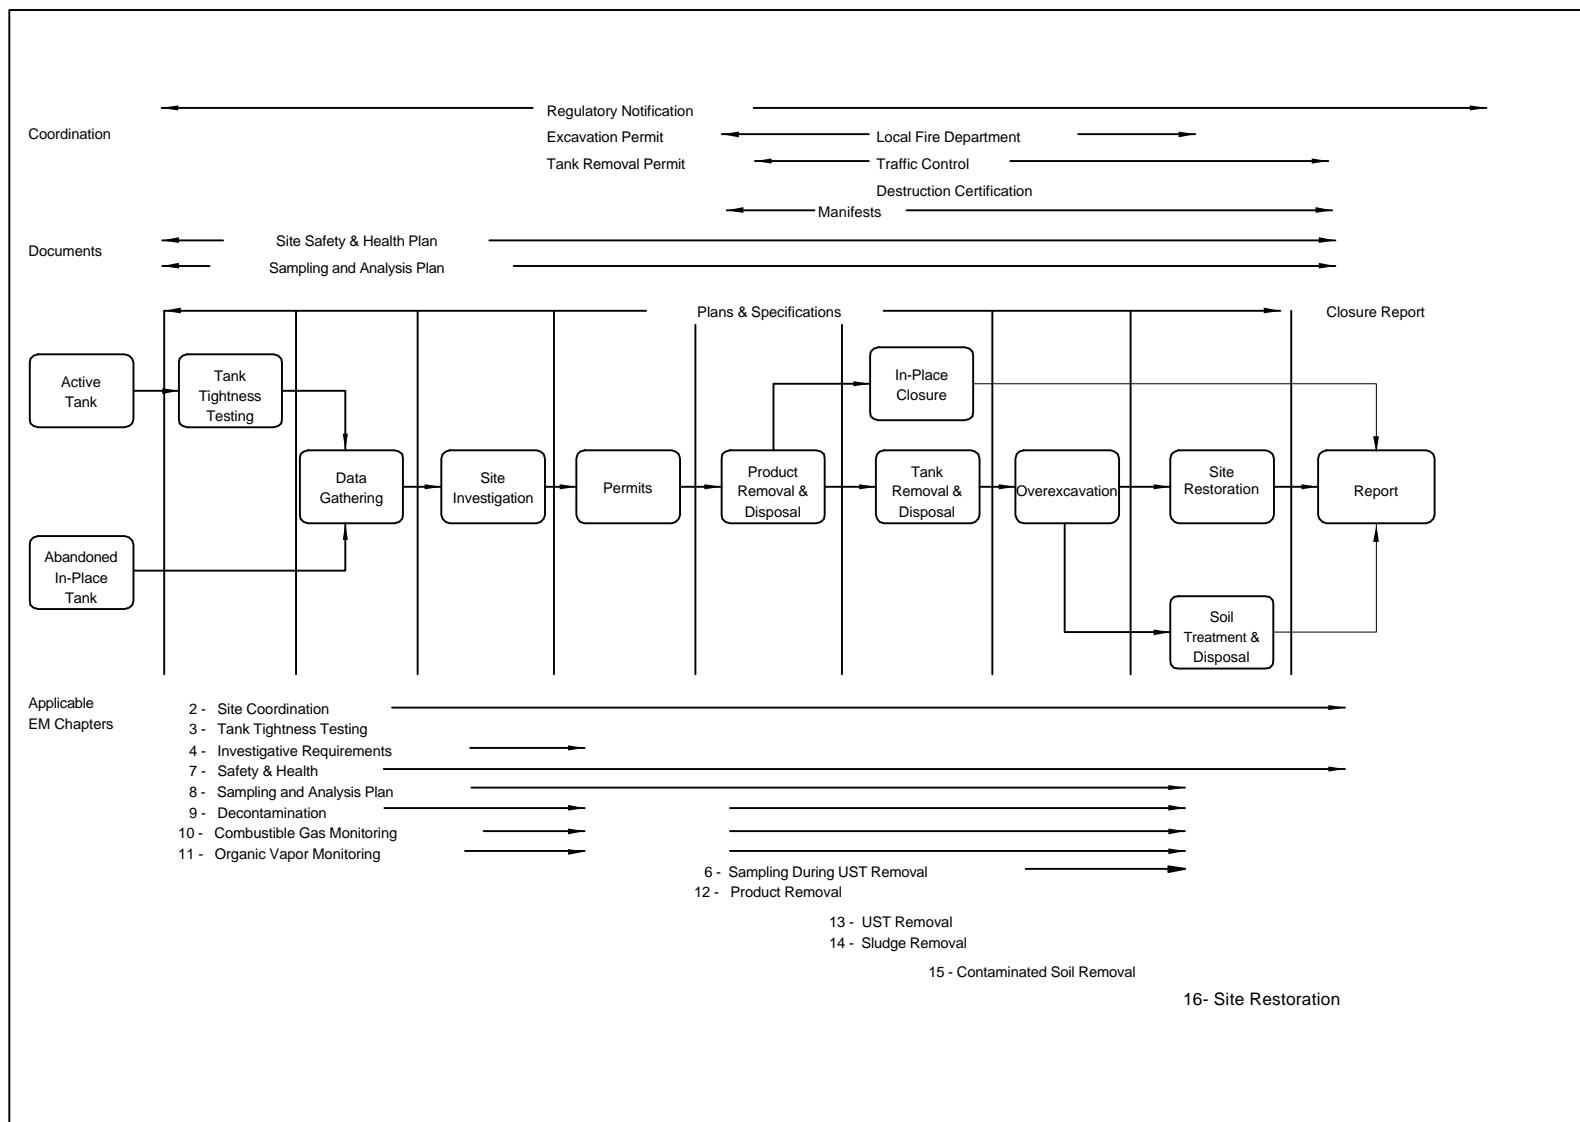 Regulatory Notification
Coordination
Excavation Permit
Local Fire Department
Tank Removal Permit
Traffic Control
Destruction Certification
Manifests
Documents
Site Safety & Health Plan
Sampling and Analysis Plan
Plans & Specifications
Closure Report
Active
Tank
Tank
Tightness
Testing
In-Place
Closure
Data
Gathering
Site
Investigation
Permits
Product
Removal &
Disposal
Tank
Removal &
Disposal
Overexcavation
Site
Restoration
Report
Abandoned
In-Place
Tank
Soil
Treatment &
Disposal
Applicable
EM Chapters
2 - Site Coordination
3 - Tank Tightness Testing
4 - Investigative Requirements
7 - Safety & Health
8 - Sampling and Analysis Plan
9 - Decontamination
10 - Combustible Gas Monitoring
11 - Organic Vapor Monitoring
6 - Sampling During UST Removal
12 - Product Removal
13 - UST Removal
14 - Sludge Removal
15 - Contaminated Soil Removal
16- Site Restoration